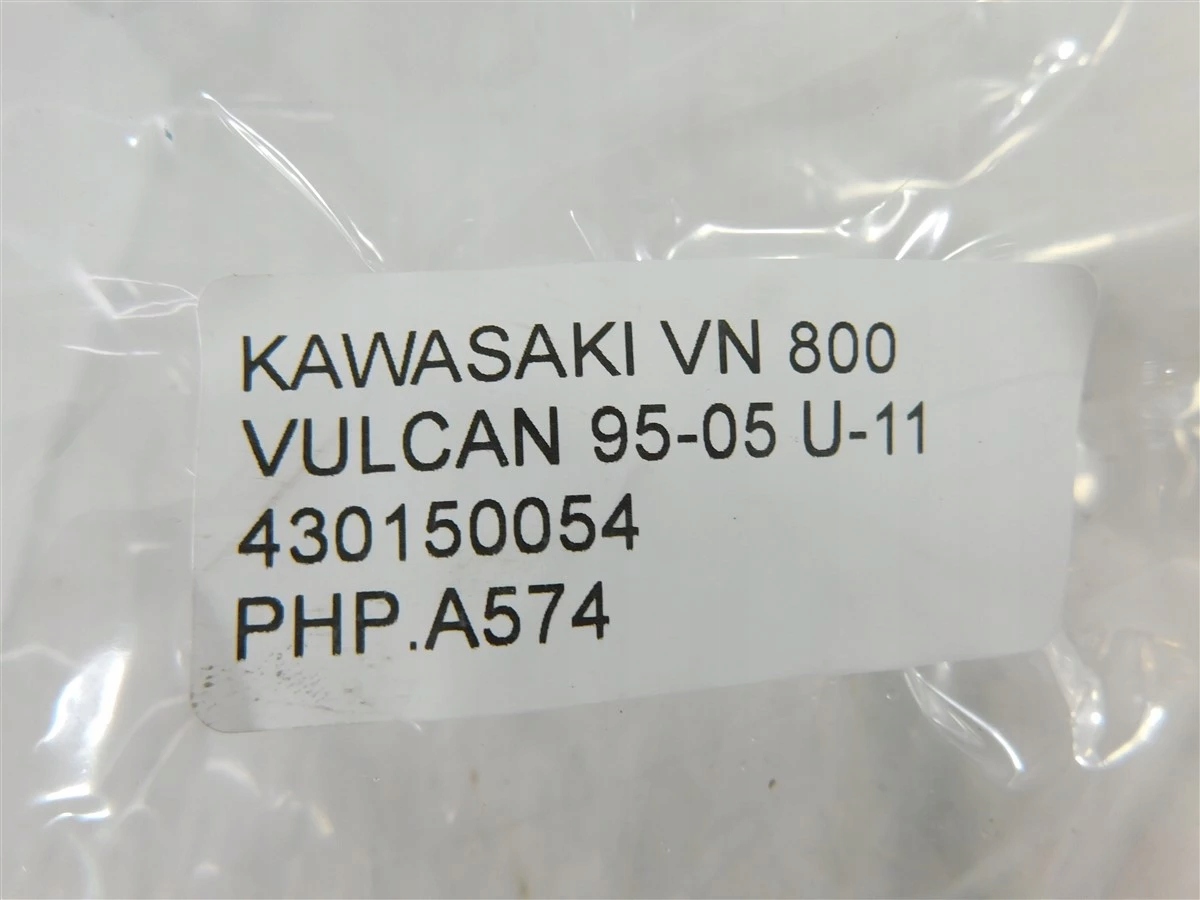 KAWASAKI VN 800
VULCAN 95-05 U-11
430150054
PHP.A574